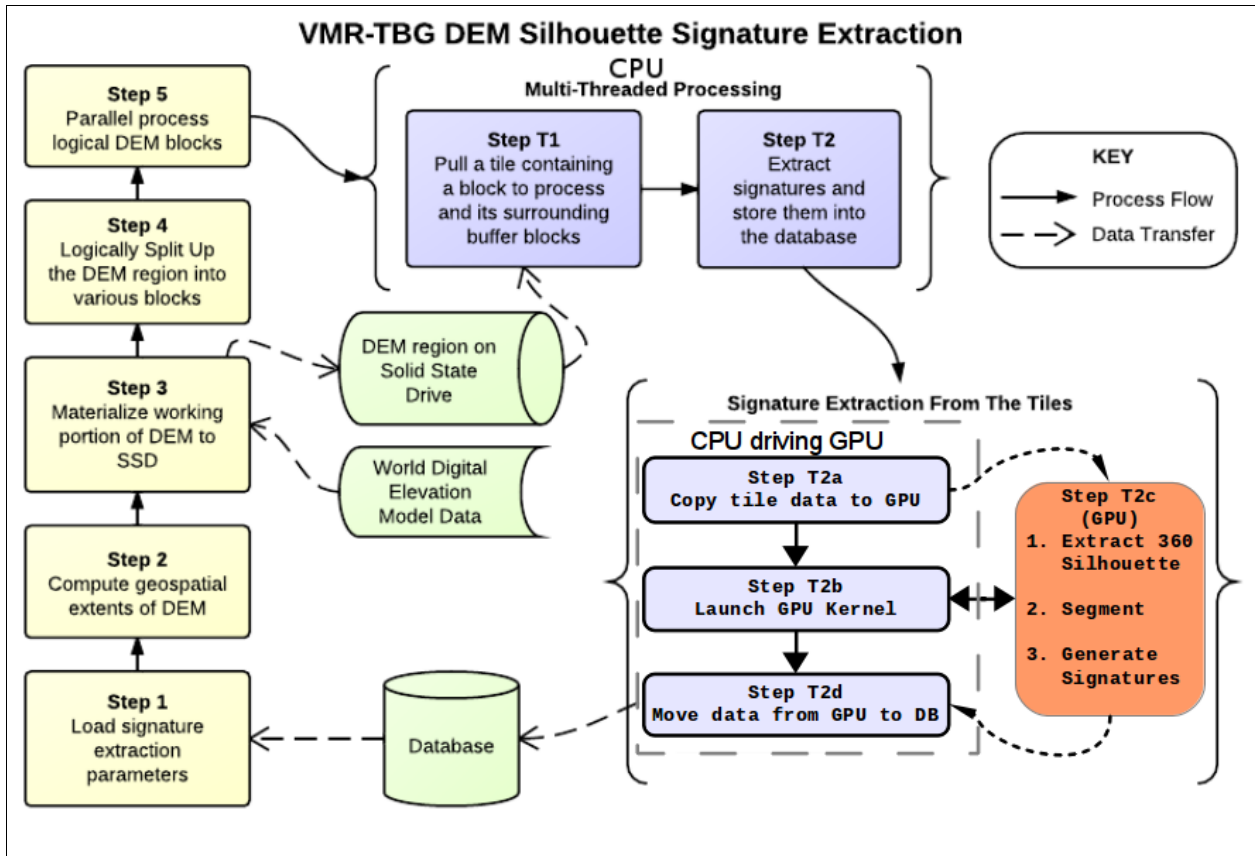 VMR-TBG DEM Silhouette Signature Extraction
CPU
Multi-Threaded Processing
Step 5
Parallel process
logical DEM blocks
Step T1
Pull a tile containing
a block to process
and its surrounding
buffer blocks
Step T2
Extract
signatures and
store them into
the database
KEY
Process Flow
Data Transfer
Step 4
Logically Split Up
the DEM region into
various blocks
DEM region on
Solid State
Drive
Step 3
Materialize working
portion of DEM to
SSD
World Digital
Elevation
Model Data
Step 2
Compute geospatial
extents of DEM
Step 1
Load signature
extraction
parameters
Database
Signature Extraction From The Tiles
CPU driving GPU
Step T2a
Copy tile data to GPU
Step T2b
Launch GPU Kernel
Step T2d
Move data from GPU to DB
Step T2c
(GPU)
1. Extract 360
Silhouette
2. Segment
3. Generate
Signatures